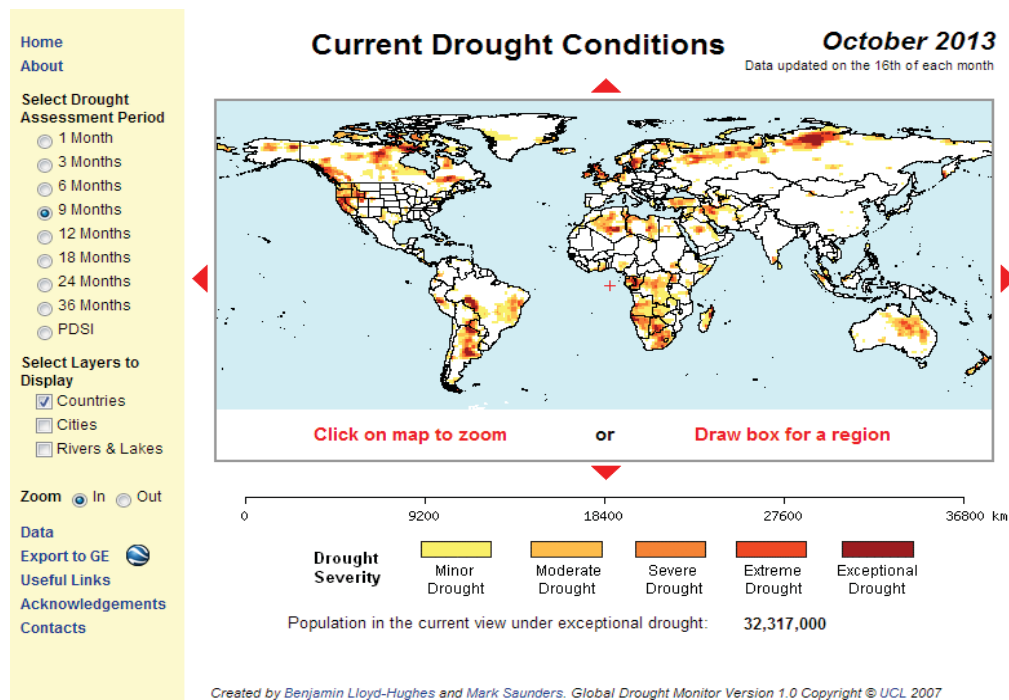 Home
About
Select Drought
Assessment Period
1 Month
3 Months
6 Months
9 Months
12 Months
18 Months
24 Months
36 Months
PDSI
Select Layers to
Display
Countries
Cities
Rivers & Lakes
Zoom In Out
Data
Export to GE
Useful Links
Acknowledgements
Contacts
Current Drought Conditions
October 2013
Data updated on the 16th of each month
Click on map to zoom or Draw box for a region
0 9200 18400 27600 36800 km
Drought
Severity
Minor
Drought
Moderate
Drought
Severe
Drought
Extreme
Drought
Exceptional
Drought
Population in the current view under exceptional drought: 32,317,000
Created by Benjamin Lloyd-Hughes and Mark Saunders. Global Drought Monitor Version 1.0 Copyright © UCL 2007